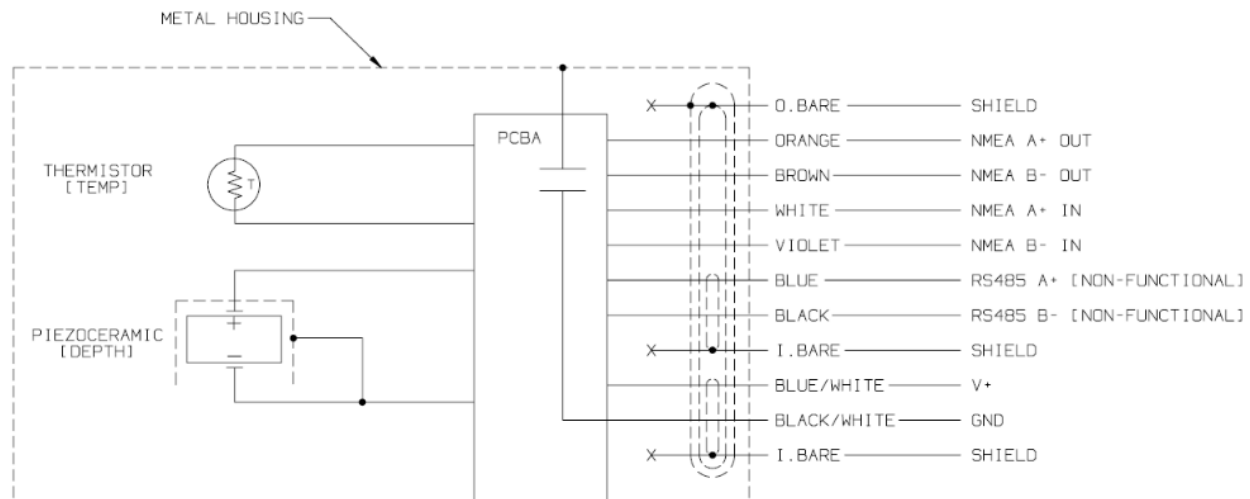 METAL HOUSING
O.BARE SHIELD
PCBA
ORANGE NMEA A+ OUT
THERMISTOR
[TEMP]
T
BROWN NMEA B- OUT
WHITE NMEA A+ IN
VIOLET NMEA B- IN
BLUE RS485 A+ [NON-FUNCTIONAL]
BLACK RS485 B- [NON-FUNCTIONAL]
PIEZOCERAMIC
[DEPTH]
+
−
I.BARE SHIELD
BLUE/WHITE V+
BLACK/WHITE GND
I.BARE SHIELD